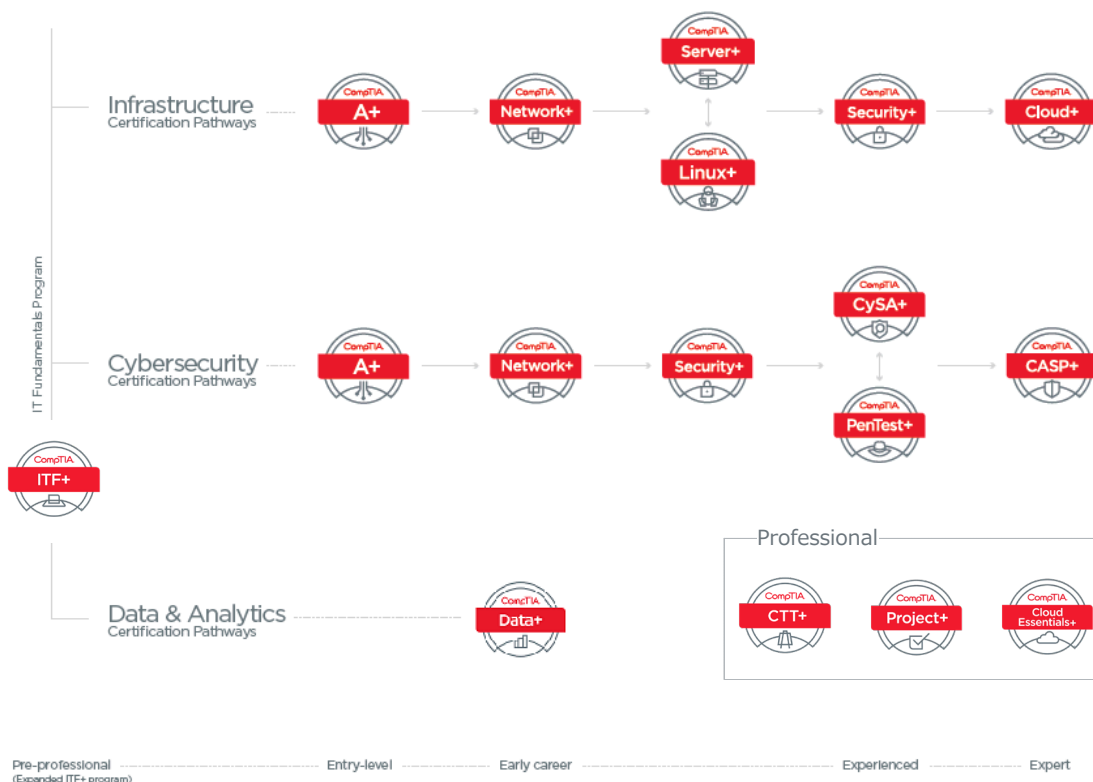 CompTIA
Server+
Infrastructure
Certification Pathways
CompTIA
A+
CompTIA
Network+
CompTIA
Security+
CompTIA
Cloud+
CompTIA
Linux+
IT Fundamentals Program
CompTIA
CySA+
Cybersecurity
Certification Pathways
CompTIA
A+
CompTIA
Network+
CompTIA
Security+
CompTIA
CASP+
CompTIA
PenTest+
CompTIA
ITF+
Professional
Data & Analytics
Certification Pathways
CompTIA
Data+
CompTIA
CTT+
CompTIA
Project+
CompTIA
Cloud
Essentials+
Pre-professional
(Expanded ITF+ program)
Entry-level
Early career
Experienced
Expert